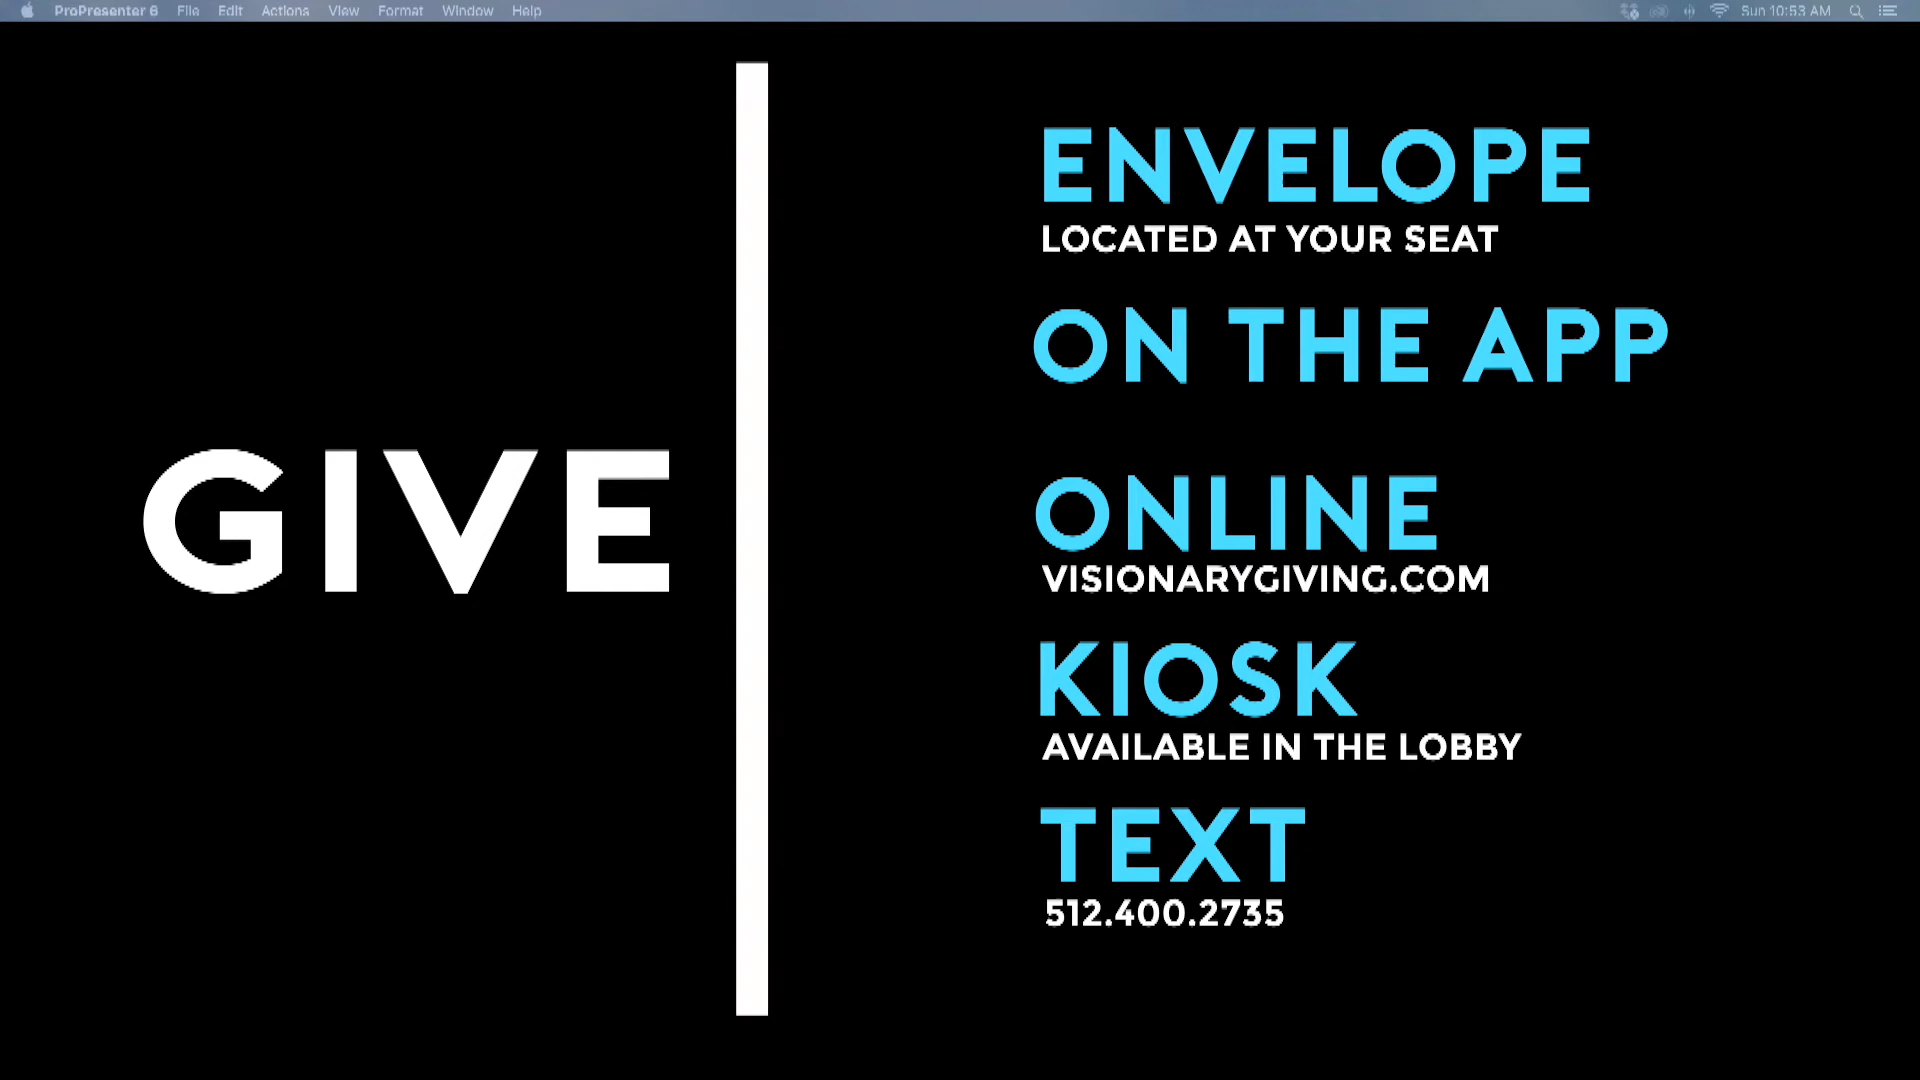 ProPresenter 6 File Edit Actions View Format Window Help Sun 10:53 AM
GIVE
ENVELOPE
LOCATED AT YOUR SEAT
ON THE APP
ONLINE
VISIONARYGIVING.COM
KIOSK
AVAILABLE IN THE LOBBY
TEXT
512.400.2735